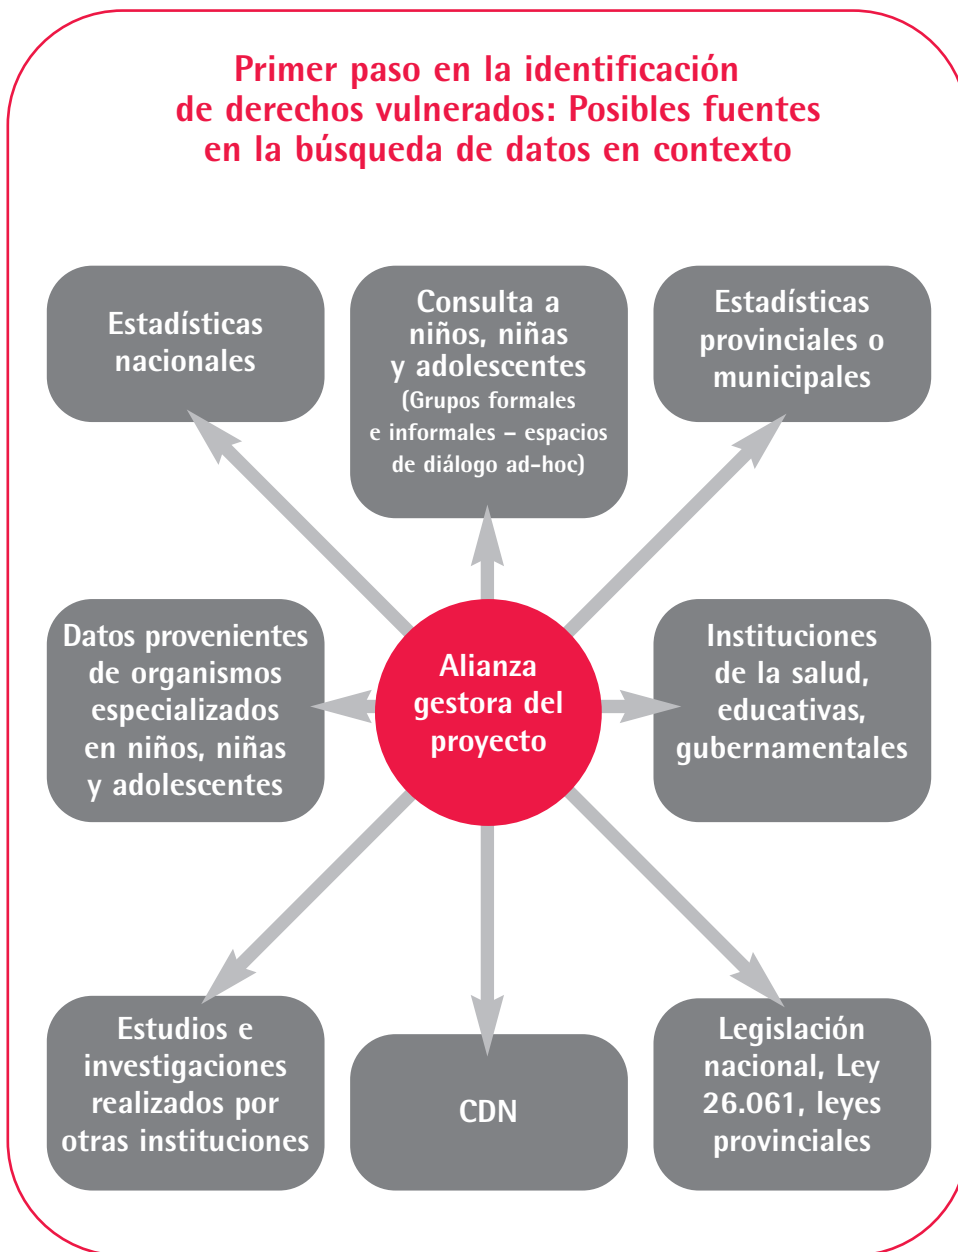 Primer paso en la identificación
de derechos vulnerados: Posibles fuentes
en la búsqueda de datos en contexto
Estadísticas
nacionales
Consulta a
niños, niñas
y adolescentes
(Grupos formales
e informales – espacios
de diálogo ad-hoc)
Estadísticas
provinciales o
municipales
Datos provenientes
de organismos
especializados
en niños, niñas
y adolescentes
Alianza
gestora del
proyecto
Instituciones
de la salud,
educativas,
gubernamentales
Estudios e
investigaciones
realizados por
otras instituciones
CDN
Legislación
nacional, Ley
26.061, leyes
provinciales